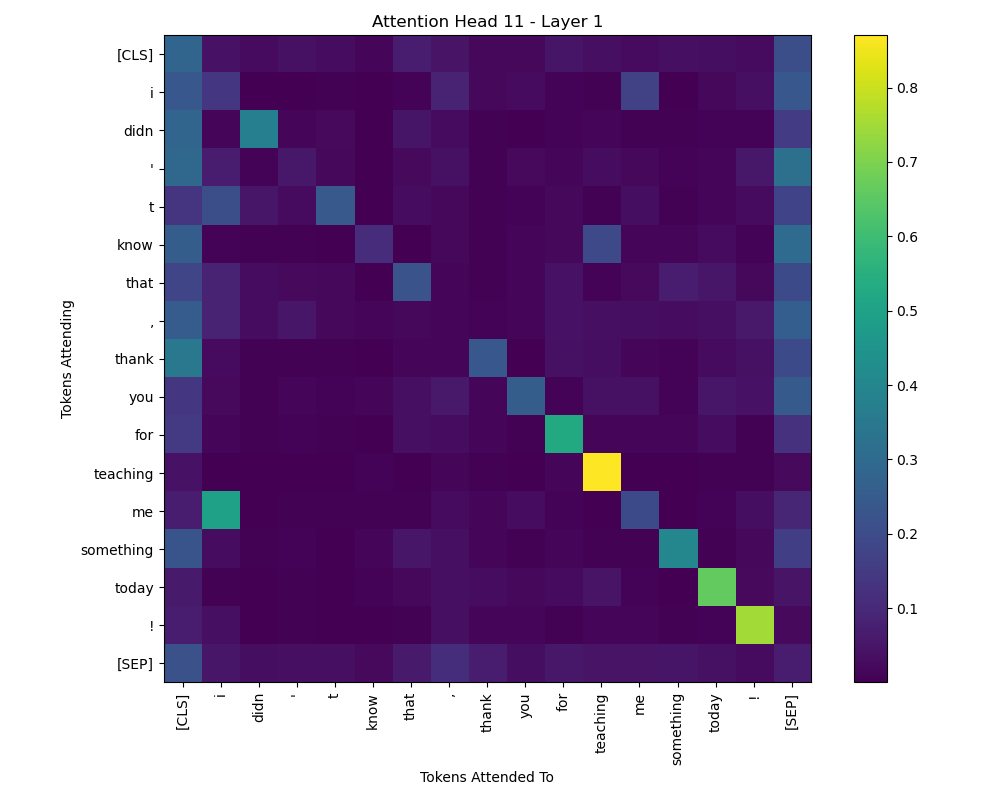 Attention Head 11 - Layer 1
[CLS]
i
didn
'
t
know
that
,
thank
you
for
teaching
me
something
today
!
[SEP]
Tokens Attending
[CLS]
i
didn
'
t
know
that
,
thank
you
for
teaching
me
something
today
!
[SEP]
Tokens Attended To
0.8
0.7
0.6
0.5
0.4
0.3
0.2
0.1